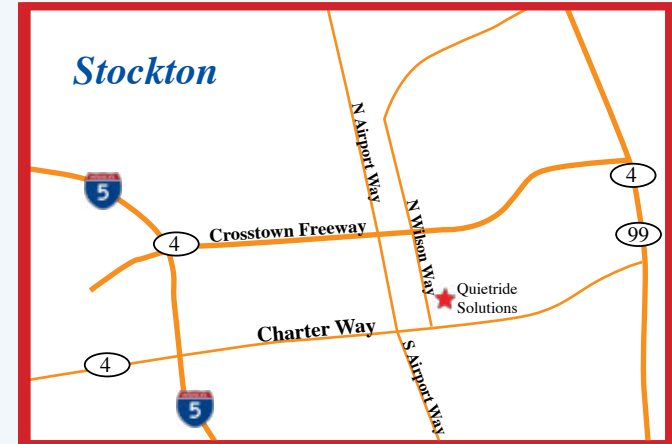 Stockton
N Airport Way
5
4
N Wilson Way
4
Crosstown Freeway
99
Quietride
Solutions
Charter Way
4
S Airport Way
5